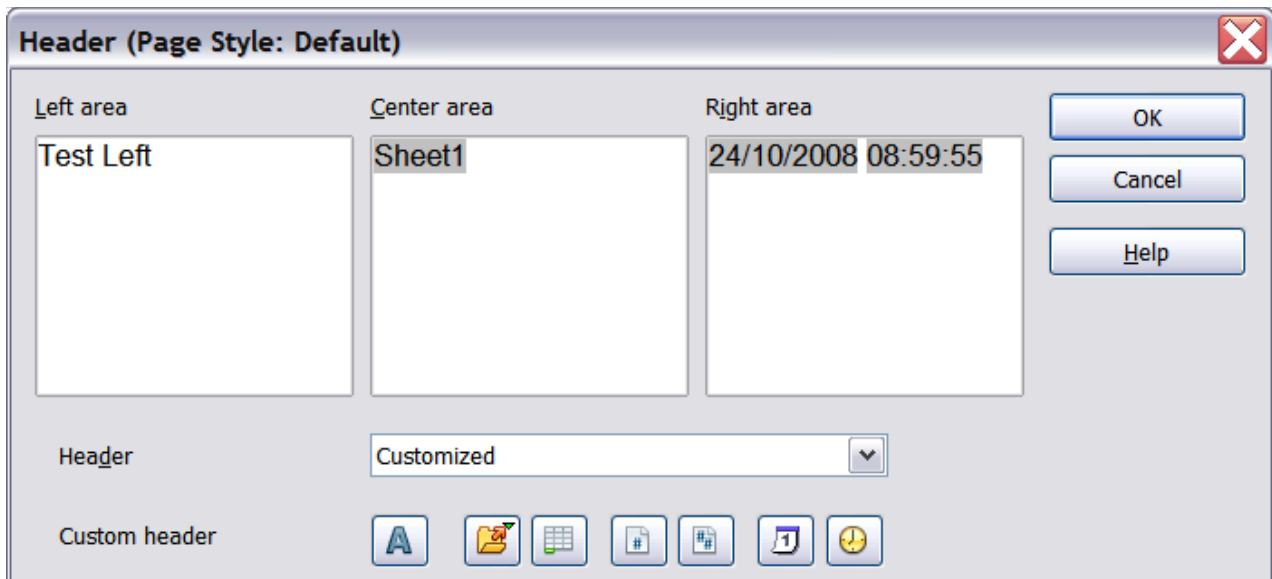 Header (Page Style: Default)
Left area
Center area
Right area
Test Left
Sheet1
24/10/2008 08:59:55
OK
Cancel
Help
Header
Customized
Custom header
A
#
##
1